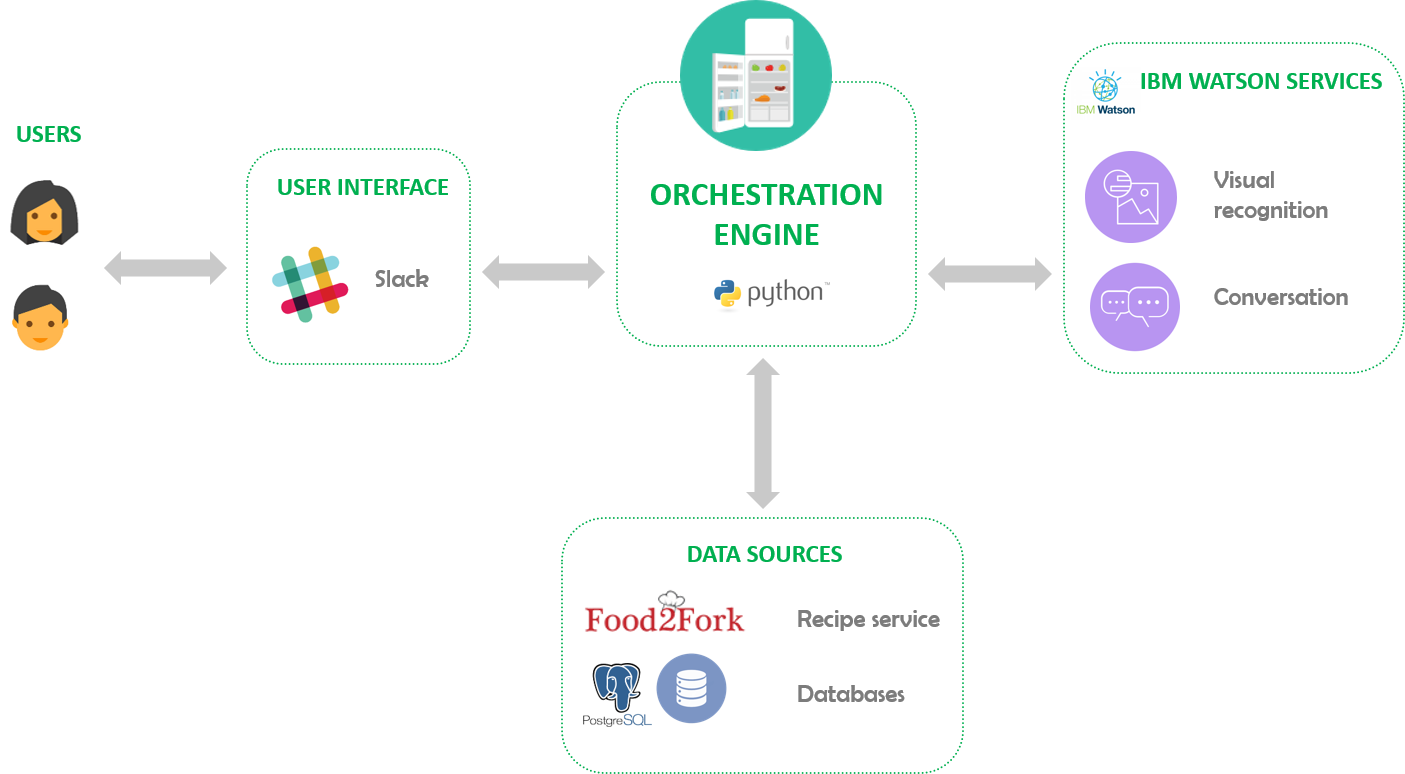 USERS
USER INTERFACE
Slack
ORCHESTRATION
ENGINE
python™
IBM WATSON SERVICES
IBM Watson
Visual
recognition
Conversation
DATA SOURCES
Food2Fork
Recipe service
PostgreSQL
Databases